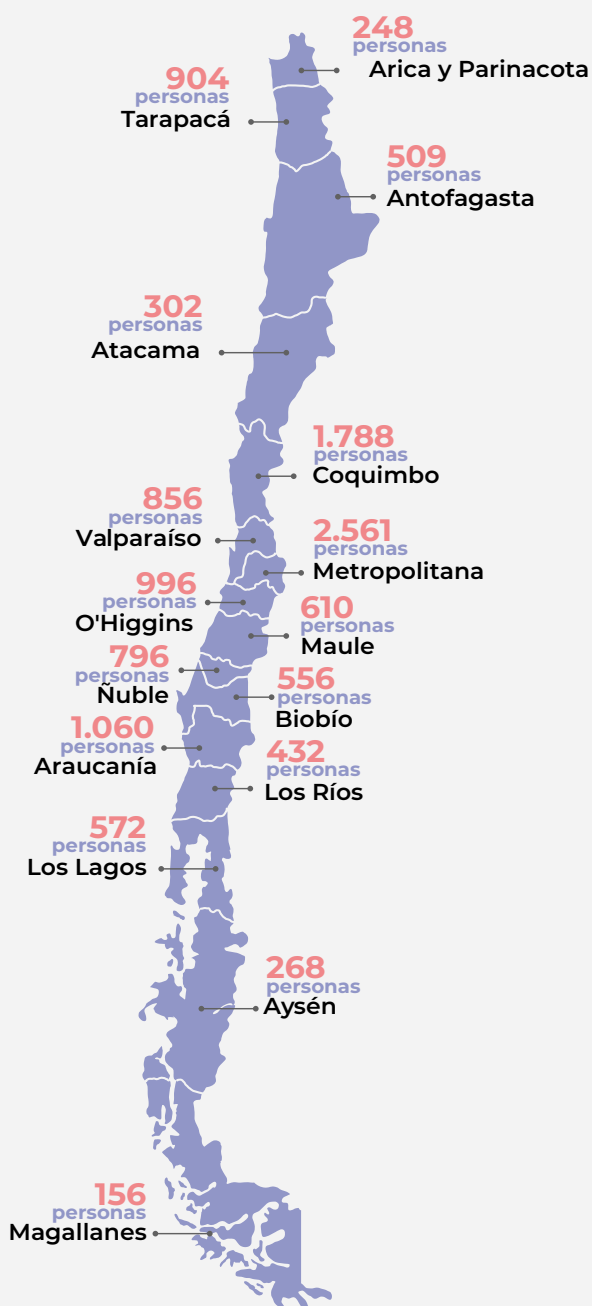 248
personas
Arica y Parinacota
904
personas
Tarapacá
509
personas
Antofagasta
302
personas
Atacama
1.788
personas
Coquimbo
856
personas
Valparaíso
2.561
personas
Metropolitana
996
personas
O'Higgins
610
personas
Maule
796
personas
Ñuble
556
personas
Biobío
1.060
personas
Araucanía
432
personas
Los Ríos
572
personas
Los Lagos
268
personas
Aysén
156
personas
Magallanes